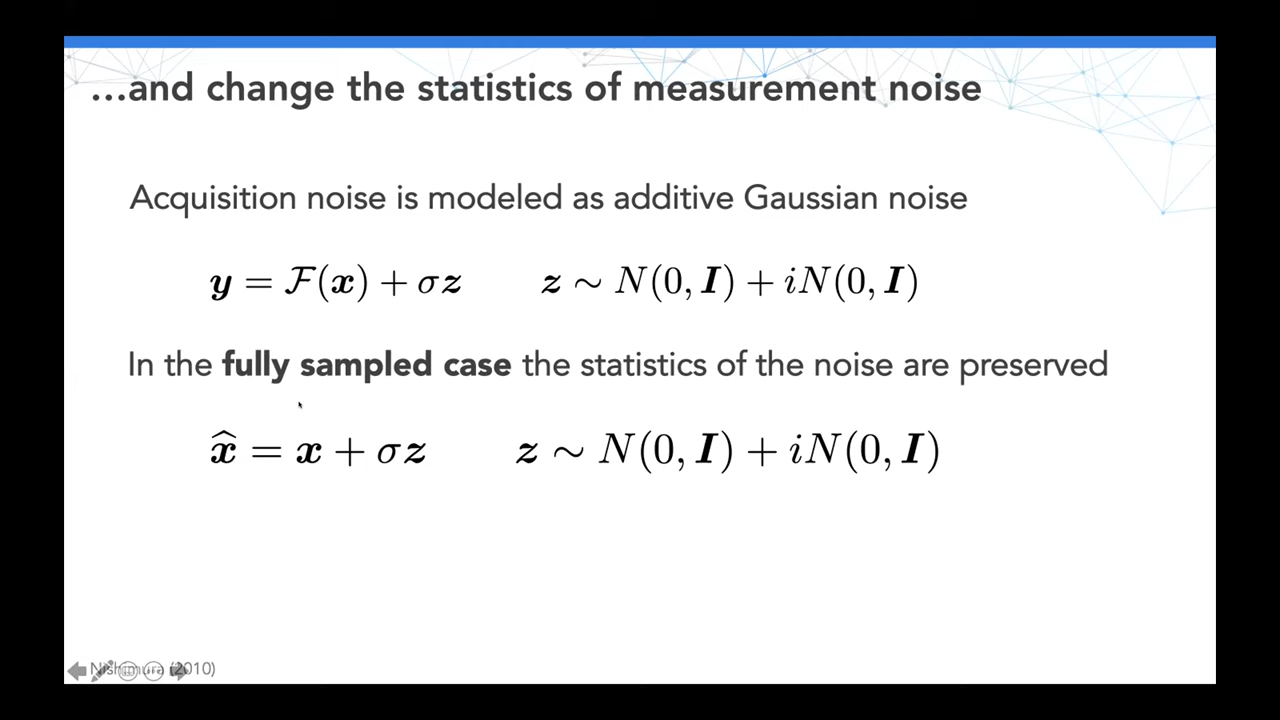 ...and change the statistics of measurement noise
Acquisition noise is modeled as additive Gaussian noise
y = ℱ(x) + σz z ∼ N(0, I) + iN(0, I)
In the fully sampled case the statistics of the noise are preserved
x̂ = x + σz z ∼ N(0, I) + iN(0, I)
Nishimura (2010)